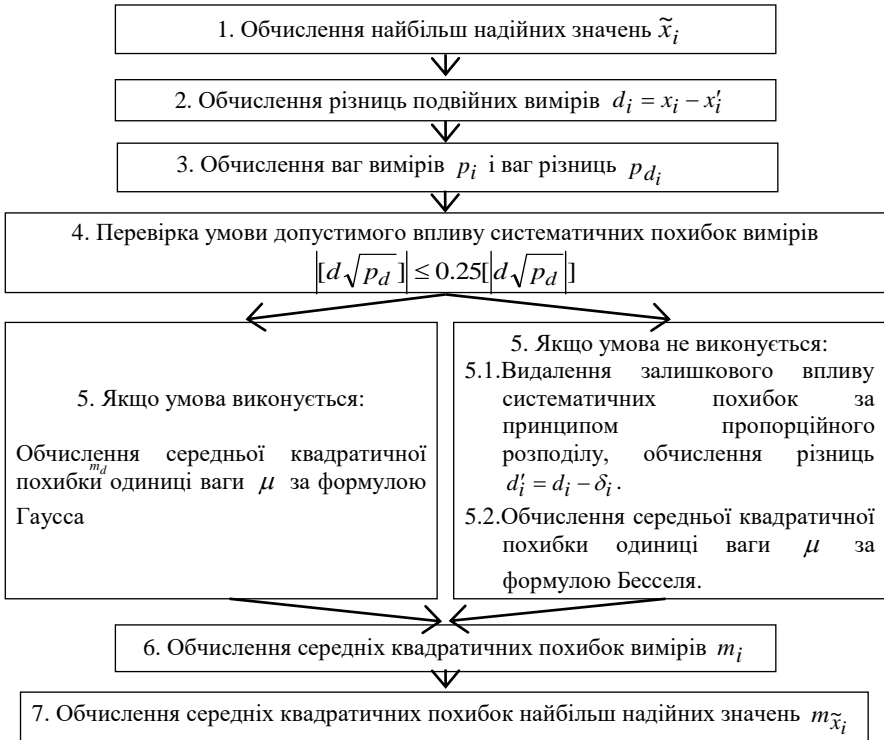 1. Обчислення найбільш надійних значень x̃ᵢ
2. Обчислення різниць подвійних вимірів dᵢ = xᵢ − x′ᵢ
3. Обчислення ваг вимірів pᵢ і ваг різниць p_dᵢ
4. Перевірка умови допустимого впливу систематичних похибок вимірів
|[d√p_d]| ≤ 0.25[|d√p_d|]
5. Якщо умова виконується:
Обчислення середньої квадратичної
m_d
похибки одиниці ваги μ за формулою
Гаусса
5. Якщо умова не виконується:
5.1.Видалення залишкового впливу
систематичних похибок за
принципом пропорційного
розподілу, обчислення різниць
d′ᵢ = dᵢ − δᵢ.
5.2.Обчислення середньої квадратичної
похибки одиниці ваги μ за
формулою Бесселя.
6. Обчислення середніх квадратичних похибок вимірів mᵢ
7. Обчислення середніх квадратичних похибок найбільш надійних значень m_x̃ᵢ